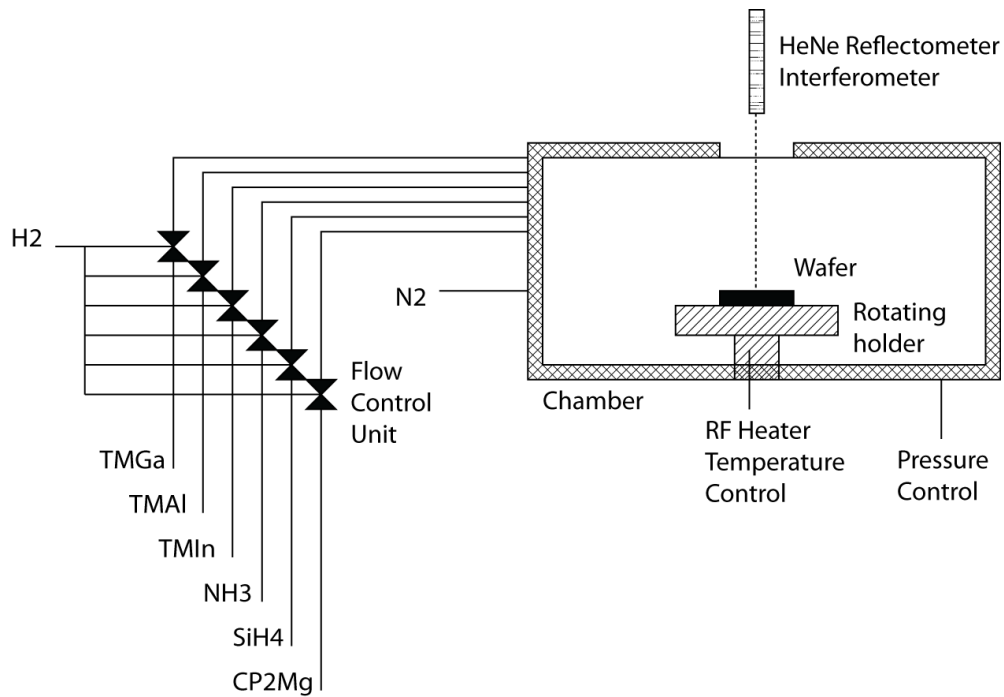 HeNe Reflectometer
Interferometer
H2
N2
Wafer
Rotating
holder
Flow
Control
Unit
Chamber
RF Heater
Temperature
Control
Pressure
Control
TMGa
TMAl
TMIn
NH3
SiH4
CP2Mg